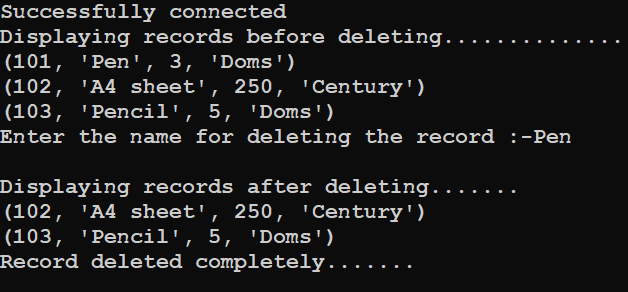 Successfully connected
Displaying records before deleting..............
(101, 'Pen', 3, 'Doms')
(102, 'A4 sheet', 250, 'Century')
(103, 'Pencil', 5, 'Doms')
Enter the name for deleting the record :-Pen
Displaying records after deleting.......
(102, 'A4 sheet', 250, 'Century')
(103, 'Pencil', 5, 'Doms')
Record deleted completely.......